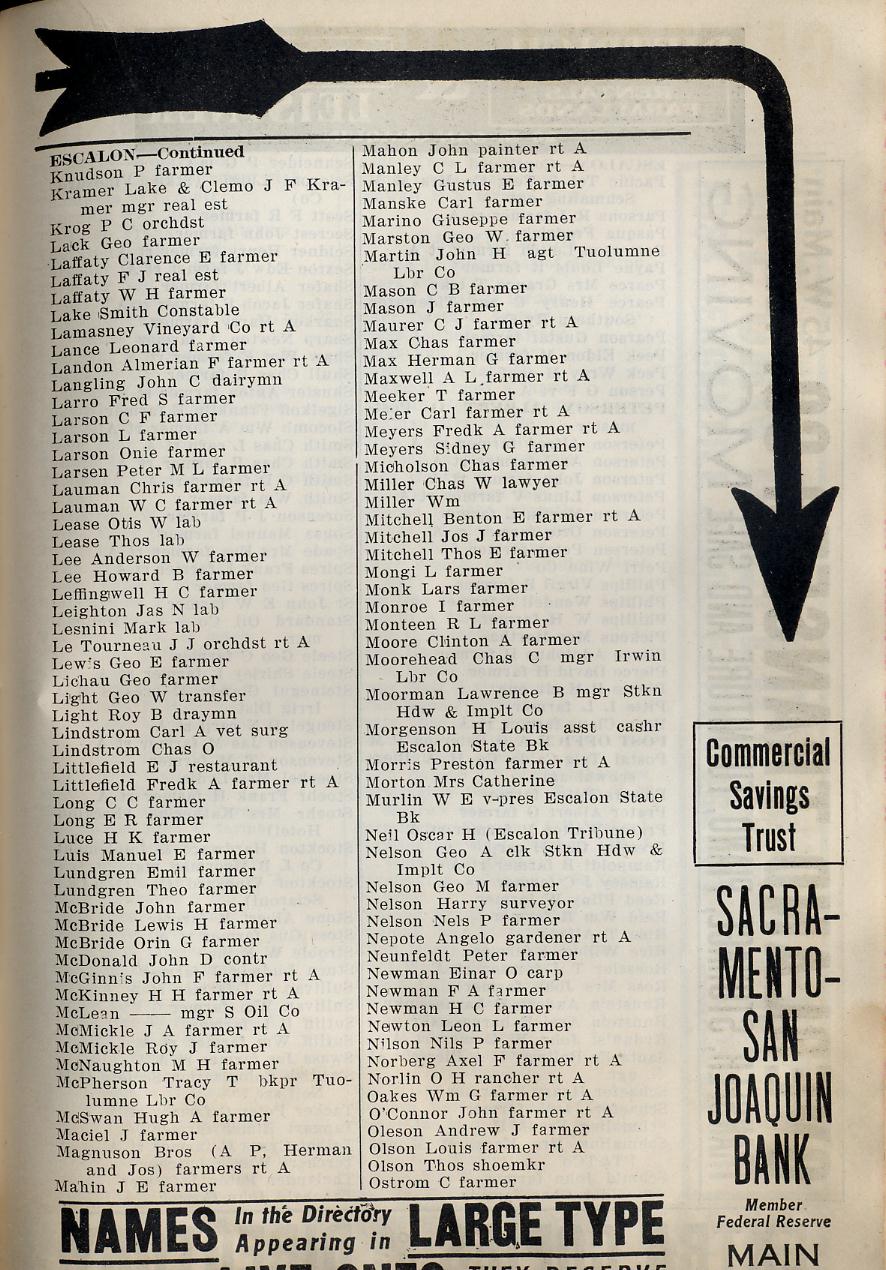 ESCALON—Continued
Knudson P farmer
Kramer Lake & Clemo J F Kra-
mer mgr real est
Krog P C orchdst
Lack Geo farmer
Laffaty Clarence E farmer
Laffaty F J real est
Laffaty W H farmer
Lake Smith Constable
Lamasney Vineyard Co rt A
Lance Leonard farmer
Landon Almerian F farmer rt A
Langling John C dairymn
Larro Fred S farmer
Larson C F farmer
Larson L farmer
Larson Onie farmer
Larsen Peter M L farmer
Lauman Chris farmer rt A
Lauman W C farmer rt A
Lease Otis W lab
Lease Thos lab
Lee Anderson W farmer
Lee Howard B farmer
Leffingwell H C farmer
Leighton Jas N lab
Lesnini Mark lab
Le Tourneau J J orchdst rt A
Lewis Geo E farmer
Lichau Geo farmer
Light Geo W transfer
Light Roy B draymn
Lindstrom Carl A vet surg
Lindstrom Chas O
Littlefield E J restaurant
Littlefield Fredk A farmer rt A
Long C C farmer
Long E R farmer
Luce H K farmer
Luis Manuel E farmer
Lundgren Emil farmer
Lundgren Theo farmer
McBride John farmer
McBride Lewis H farmer
McBride Orin G farmer
McDonald John D contr
McGinnis John F farmer rt A
McKinney H H farmer rt A
McLean —— mgr S Oil Co
McMickle J A farmer rt A
McMickle Roy J farmer
McNaughton M H farmer
McPherson Tracy T bkpr Tuo-
lumne Lbr Co
McSwan Hugh A farmer
Maciel J farmer
Magnuson Bros (A P, Herman
and Jos) farmers rt A
Mahin J E farmer
Mahon John painter rt A
Manley C L farmer rt A
Manley Gustus E farmer
Manske Carl farmer
Marino Giuseppe farmer
Marston Geo W farmer
Martin John H agt Tuolumne
Lbr Co
Mason C B farmer
Mason J farmer
Maurer C J farmer rt A
Max Chas farmer
Max Herman G farmer
Maxwell A L farmer rt A
Meeker T farmer
Meier Carl farmer rt A
Meyers Fredk A farmer rt A
Meyers Sidney G farmer
Micholson Chas farmer
Miller Chas W lawyer
Miller Wm
Mitchell Benton E farmer rt A
Mitchell Jos J farmer
Mitchell Thos E farmer
Mongi L farmer
Monk Lars farmer
Monroe I farmer
Monteen R L farmer
Moore Clinton A farmer
Moorehead Chas C mgr Irwin
Lbr Co
Moorman Lawrence B mgr Stkn
Hdw & Implt Co
Morgenson H Louis asst cashr
Escalon State Bk
Morris Preston farmer rt A
Morton Mrs Catherine
Murlin W E v-pres Escalon State
Bk
Neil Oscar H (Escalon Tribune)
Nelson Geo A clk Stkn Hdw &
Implt Co
Nelson Geo M farmer
Nelson Harry surveyor
Nelson Nels P farmer
Nepote Angelo gardener rt A
Neunfeldt Peter farmer
Newman Einar O carp
Newman F A farmer
Newman H C farmer
Newton Leon L farmer
Nilson Nils P farmer
Norberg Axel F farmer rt A
Norlin O H rancher rt A
Oakes Wm G farmer rt A
O'Connor John farmer rt A
Oleson Andrew J farmer
Olson Louis farmer rt A
Olson Thos shoemkr
Ostrom C farmer
Commercial
Savings
Trust
SACRA-
MENTO-
SAN
JOAQUIN
BANK
Member
Federal Reserve
MAIN
NAMES In the Directory Appearing in LARGE TYPE
THEY DESERVE